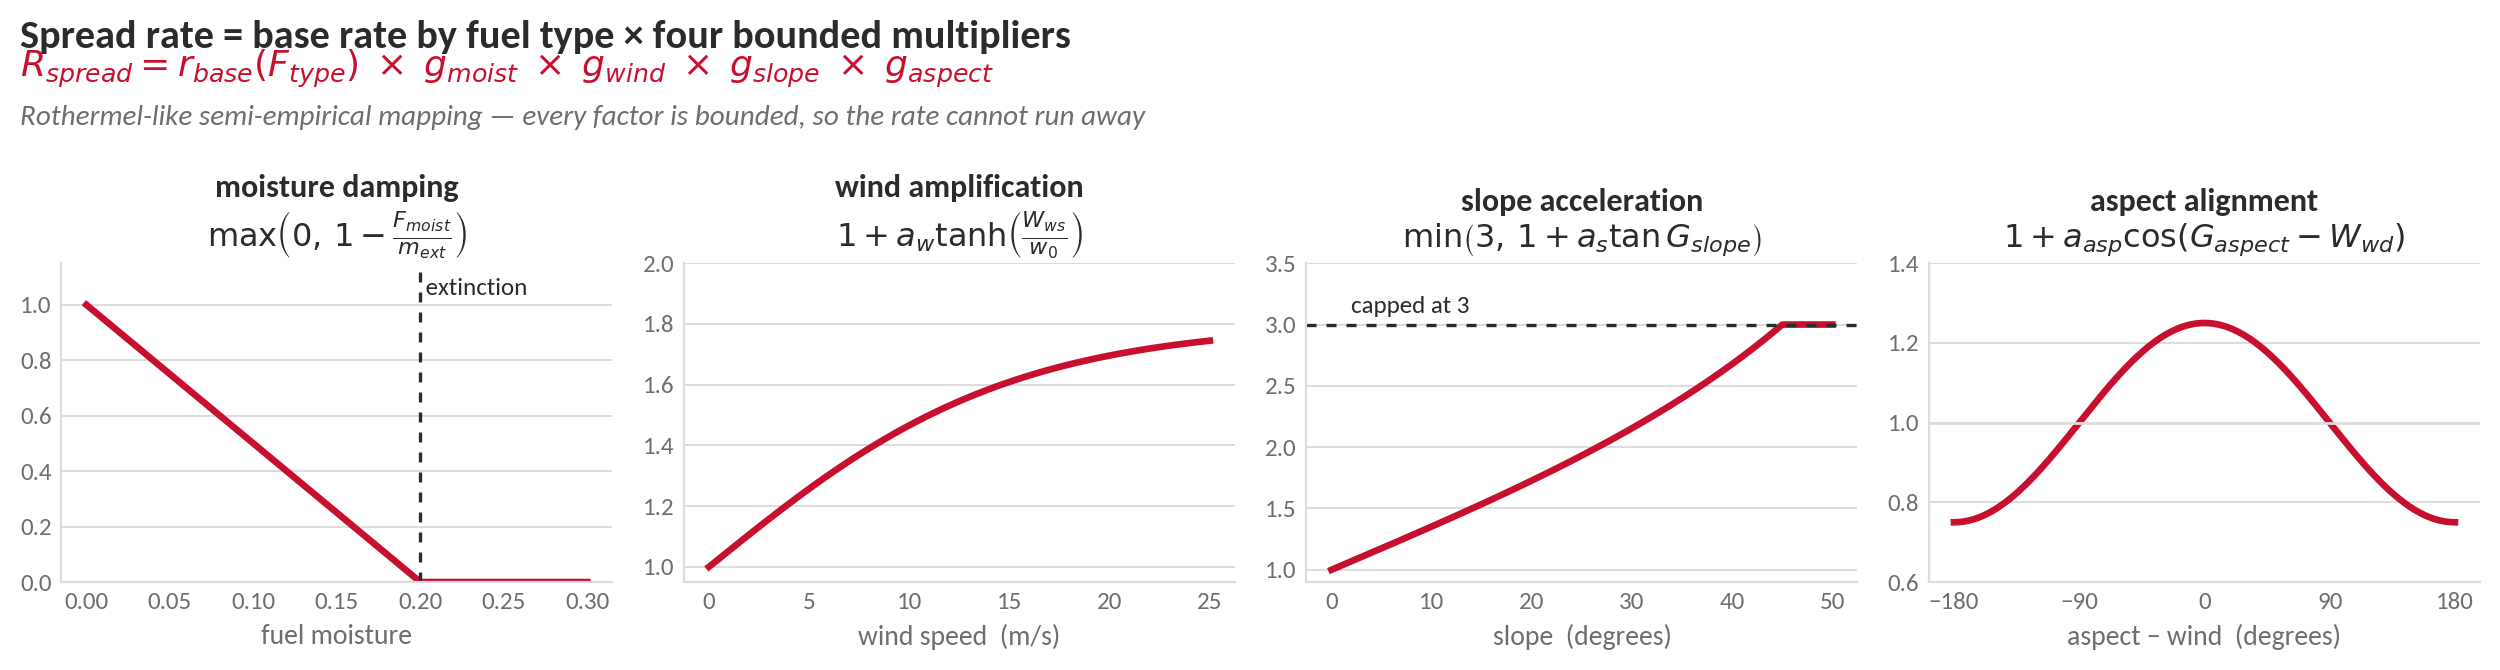 Spread rate = base rate by fuel type × four bounded multipliers
R_spread = r_base(F_type) × g_moist × g_wind × g_slope × g_aspect
Rothermel-like semi-empirical mapping — every factor is bounded, so the rate cannot run away
moisture damping
max(0, 1 − F_moist/m_ext)
extinction
1.0
0.8
0.6
0.4
0.2
0.0
0.00 0.05 0.10 0.15 0.20 0.25 0.30
fuel moisture
wind amplification
1 + a_w tanh(W_ws/w_0)
2.0
1.8
1.6
1.4
1.2
1.0
0 5 10 15 20 25
wind speed (m/s)
slope acceleration
min(3, 1 + a_s tan G_slope)
3.5
capped at 3
3.0
2.5
2.0
1.5
1.0
0 10 20 30 40 50
slope (degrees)
aspect alignment
1 + a_asp cos(G_aspect − W_wd)
1.4
1.2
1.0
0.8
0.6
−180 −90 0 90 180
aspect − wind (degrees)